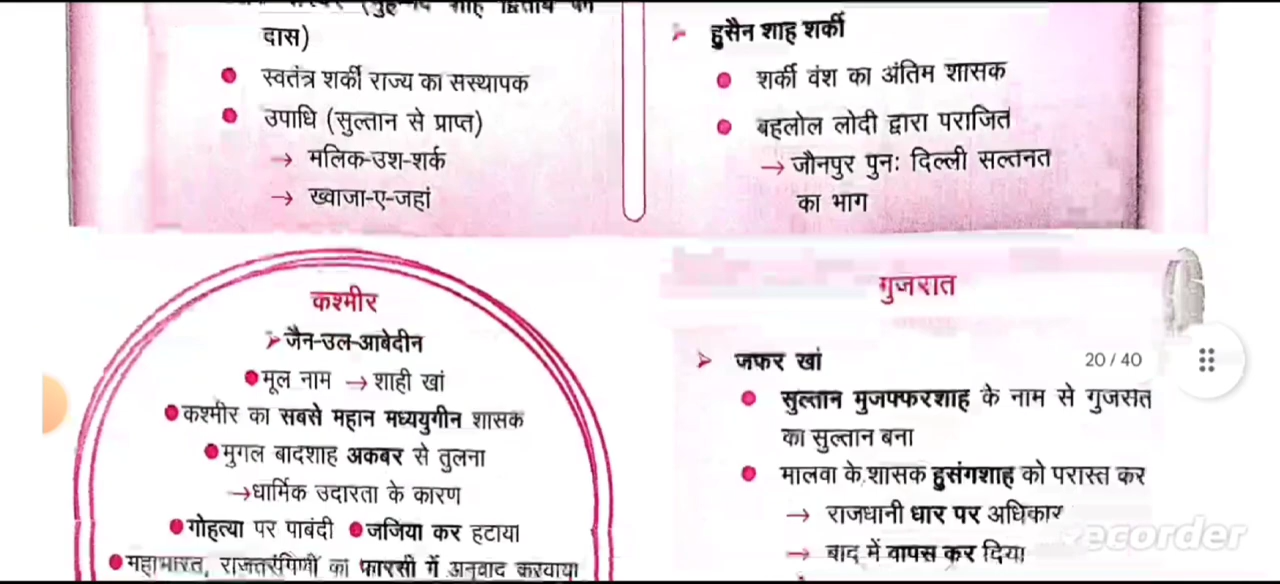 दास)
स्वतंत्र शर्की राज्य का सस्थापक
उपाधि (सुल्तान से प्राप्त)
→ मलिक-उश-शर्क
→ ख्वाजा-ए-जहां
➤ हुसैन शाह शर्की
शर्की वंश का अंतिम शासक
बहलोल लोदी द्वारा पराजित
→ जौनपुर पुनः दिल्ली सल्तनत
का भाग
कश्मीर
➤ जैन-उल-आबेदीन
● मूल नाम → शाही खां
● कश्मीर का सबसे महान मध्ययुगीन शासक
● मुगल बादशाह अकबर से तुलना
→ धार्मिक उदारता के कारण
● गोहत्या पर पाबंदी ● जजिया कर हटाया
● महाभारत, राजतरंगिणी का फारसी में अनुवाद करवाया
गुजरात
➤ जफर खां
20 / 40
● सुल्तान मुजफ्फरशाह के नाम से गुजरात
का सुल्तान बना
● मालवा के शासक हुसंगशाह को परास्त कर
→ राजधानी धार पर अधिकार
→ बाद में वापस कर दिया
recorder